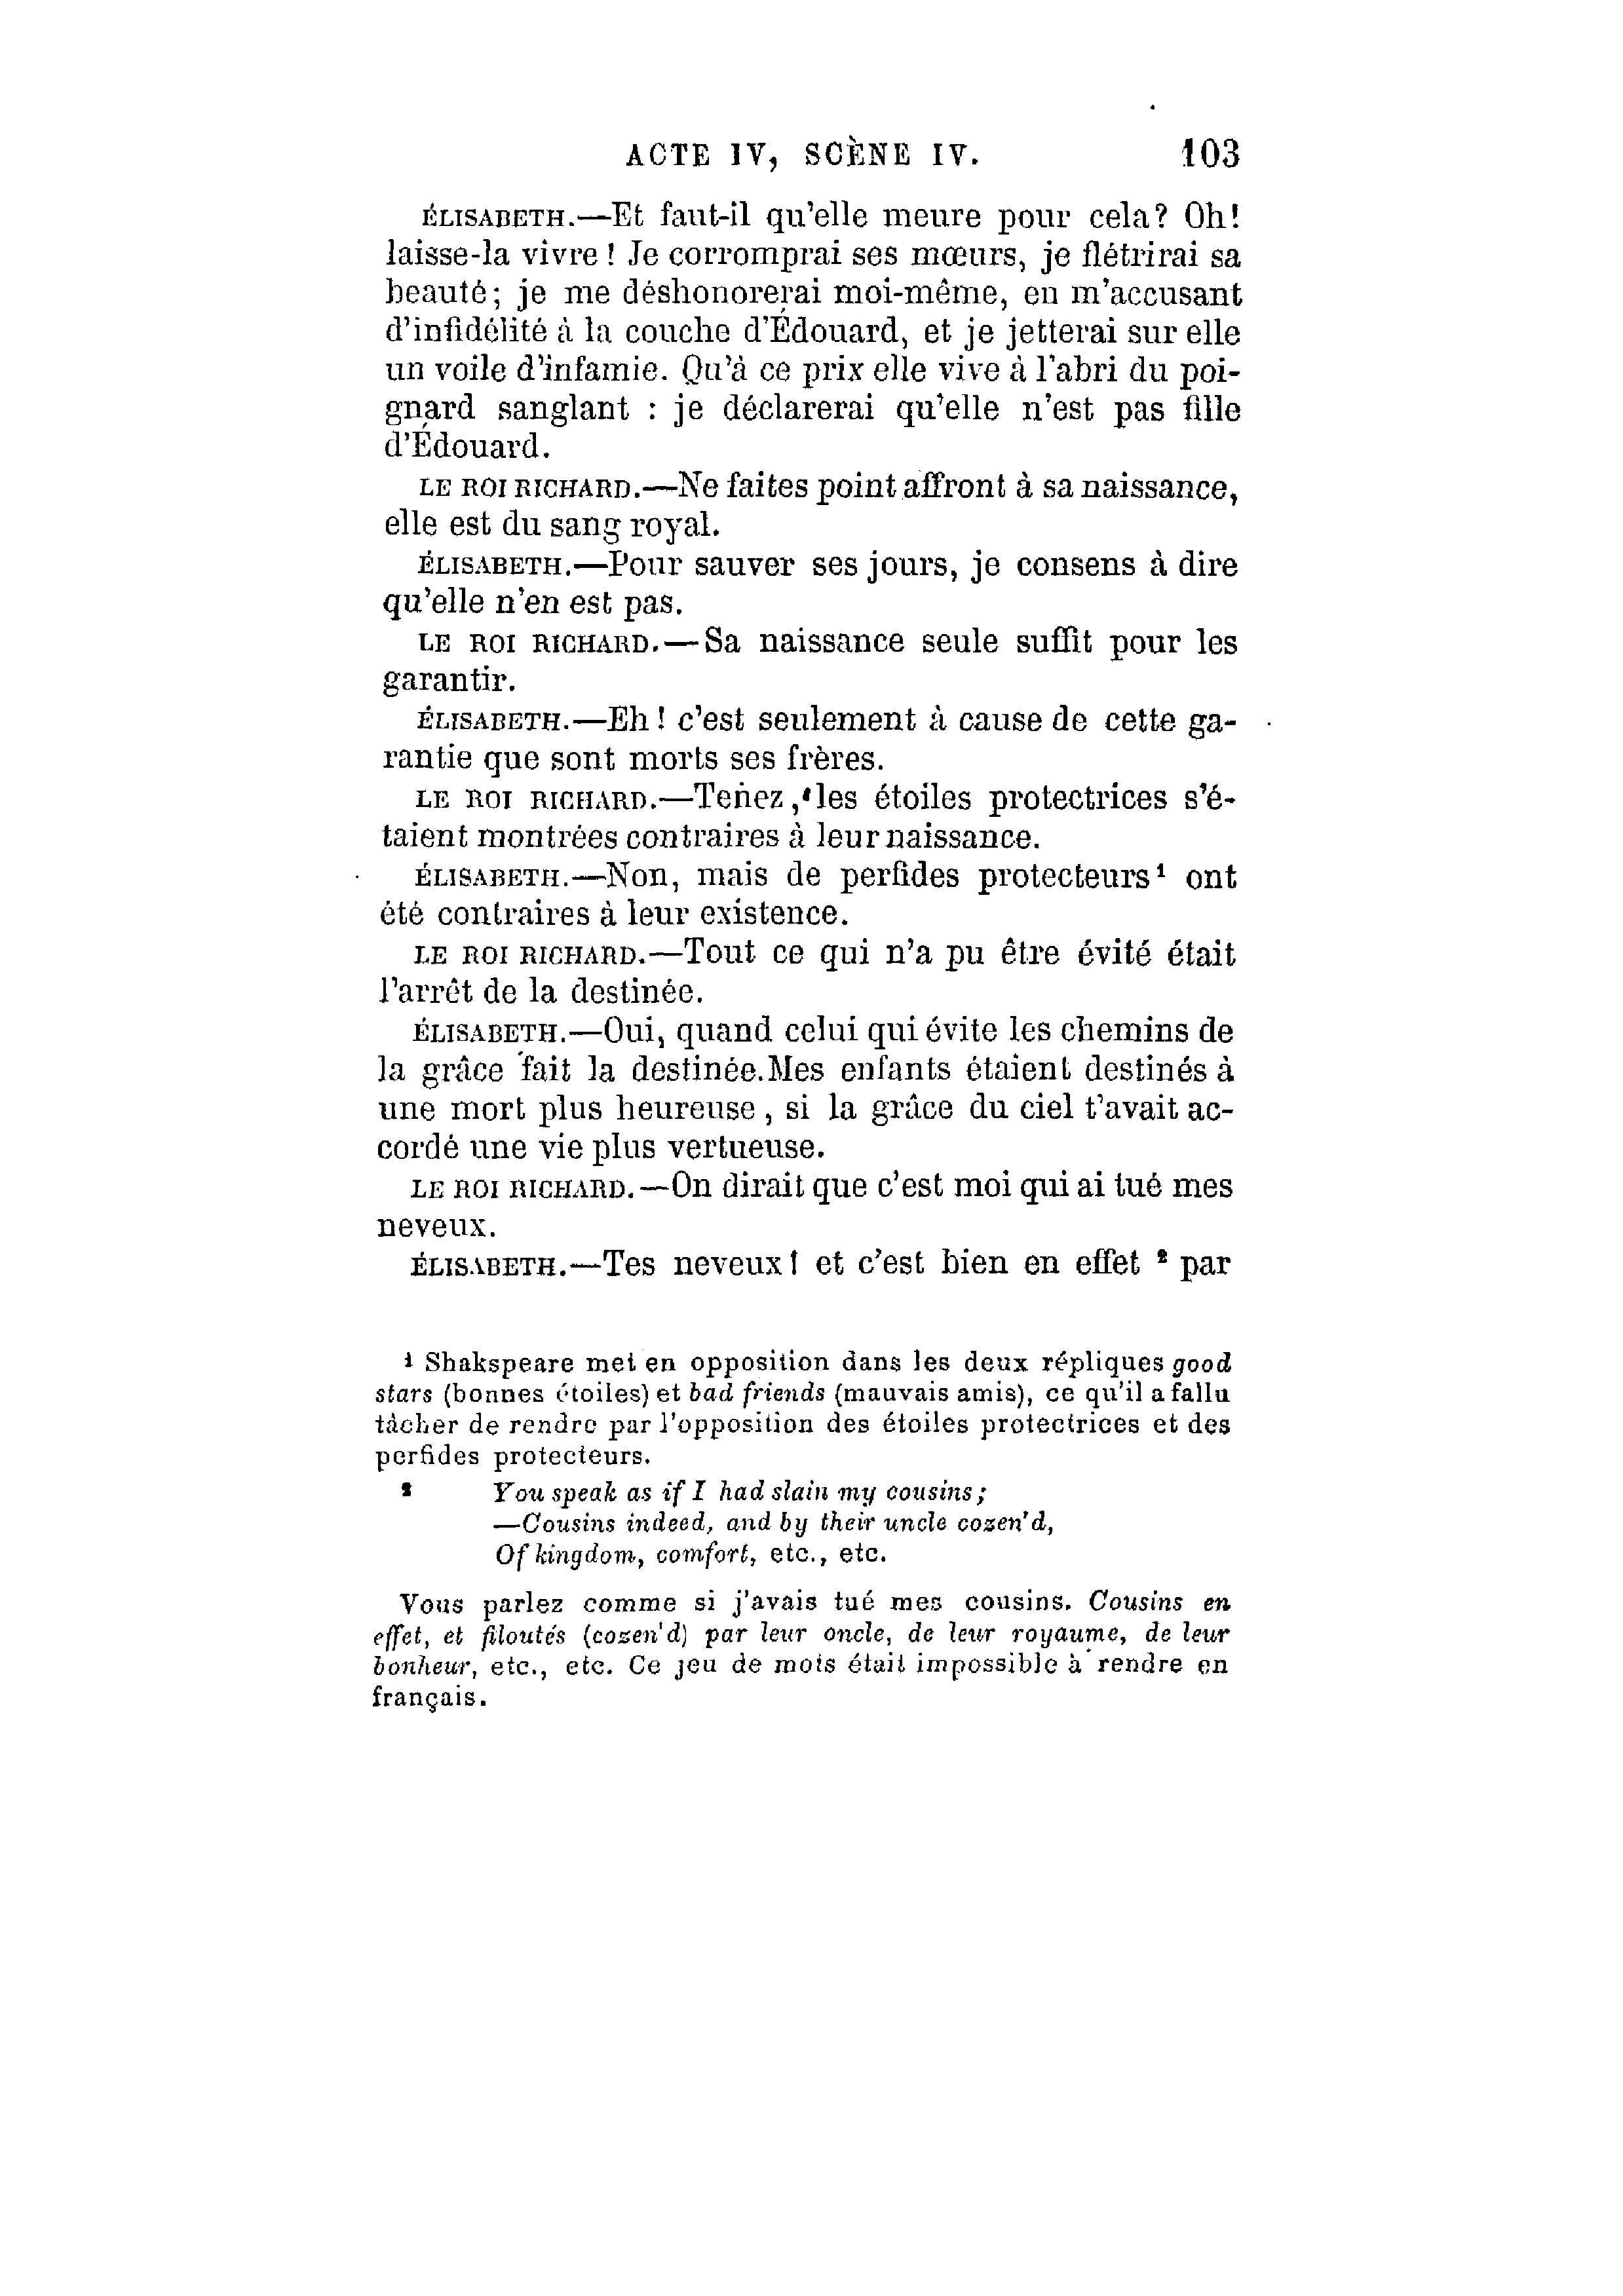 ACTE IV, SCÈNE IV. 103
ÉLISABETH.—Et faut-il qu'elle meure pour cela? Oh!
laisse-la vivre! Je corromprai ses mœurs, je flétrirai sa
beauté; je me déshonorerai moi-même, en m'accusant
d'infidélité à la couche d'Édouard, et je jetterai sur elle
un voile d'infamie. Qu'à ce prix elle vive à l'abri du poi-
gnard sanglant : je déclarerai qu'elle n'est pas fille
d'Édouard.
LE ROI RICHARD.—Ne faites point affront à sa naissance,
elle est du sang royal.
ÉLISABETH.—Pour sauver ses jours, je consens à dire
qu'elle n'en est pas.
LE ROI RICHARD.—Sa naissance seule suffit pour les
garantir.
ÉLISABETH.—Eh! c'est seulement à cause de cette ga-
rantie que sont morts ses frères.
LE ROI RICHARD.—Tenez, les étoiles protectrices s'é-
taient montrées contraires à leur naissance.
ÉLISABETH.—Non, mais de perfides protecteurs¹ ont
été contraires à leur existence.
LE ROI RICHARD.—Tout ce qui n'a pu être évité était
l'arrêt de la destinée.
ÉLISABETH.—Oui, quand celui qui évite les chemins de
la grâce fait la destinée. Mes enfants étaient destinés à
une mort plus heureuse, si la grâce du ciel t'avait ac-
cordé une vie plus vertueuse.
LE ROI RICHARD.—On dirait que c'est moi qui ai tué mes
neveux.
ÉLISABETH.—Tes neveux! et c'est bien en effet ² par
¹ Shakspeare met en opposition dans les deux répliques good
stars (bonnes étoiles) et bad friends (mauvais amis), ce qu'il a fallu
tâcher de rendre par l'opposition des étoiles protectrices et des
perfides protecteurs.
² You speak as if I had slain my cousins;
—Cousins indeed, and by their uncle cozen'd,
Of kingdom, comfort, etc., etc.
Vous parlez comme si j'avais tué mes cousins. Cousins en
effet, et filoutés (cozen'd) par leur oncle, de leur royaume, de leur
bonheur, etc., etc. Ce jeu de mots était impossible à rendre en
français.